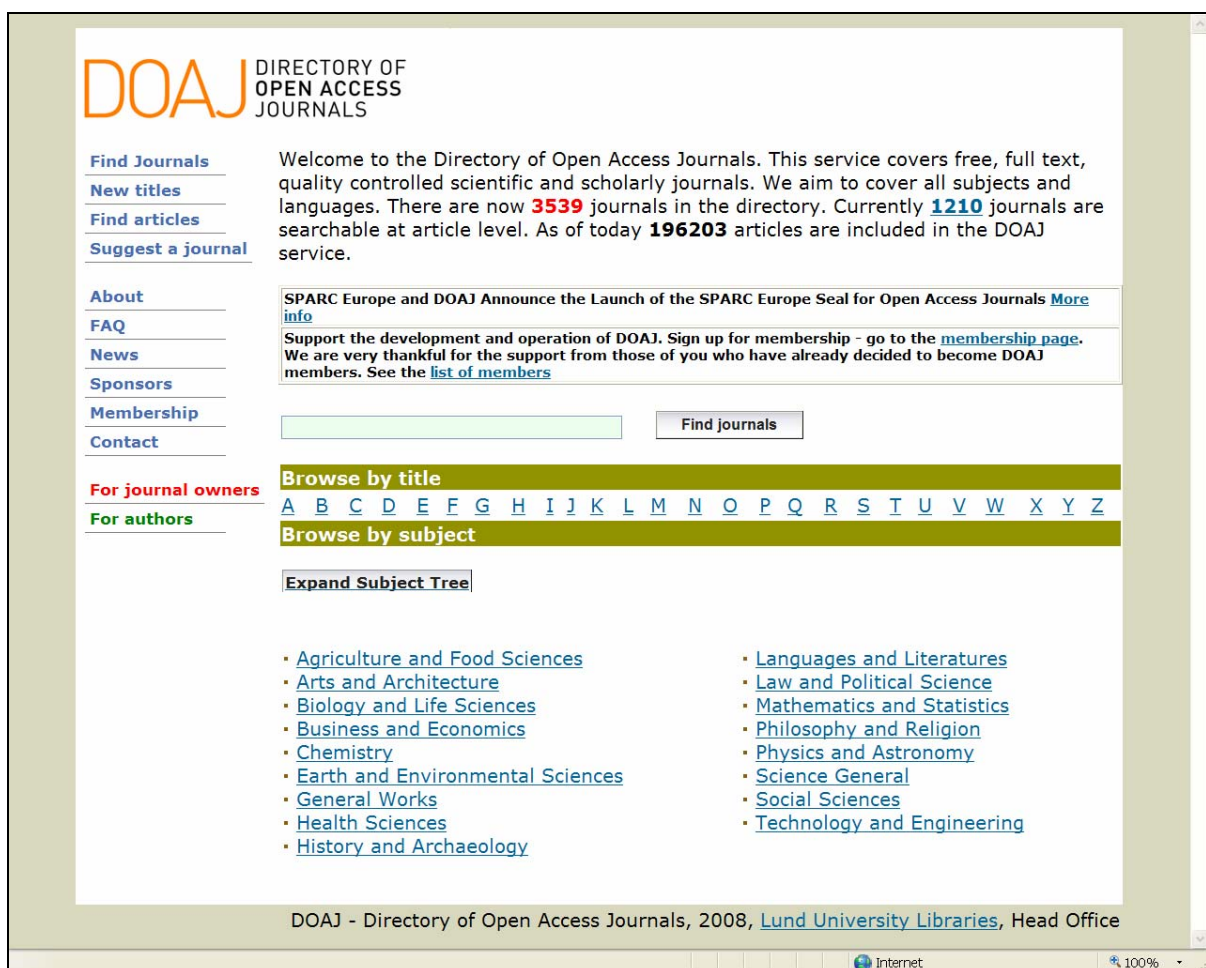 DOAJ DIRECTORY OF
OPEN ACCESS
JOURNALS
Find Journals
New titles
Find articles
Suggest a journal
About
FAQ
News
Sponsors
Membership
Contact
For journal owners
For authors
Welcome to the Directory of Open Access Journals. This service covers free, full text,
quality controlled scientific and scholarly journals. We aim to cover all subjects and
languages. There are now 3539 journals in the directory. Currently 1210 journals are
searchable at article level. As of today 196203 articles are included in the DOAJ
service.
SPARC Europe and DOAJ Announce the Launch of the SPARC Europe Seal for Open Access Journals More
info
Support the development and operation of DOAJ. Sign up for membership - go to the membership page.
We are very thankful for the support from those of you who have already decided to become DOAJ
members. See the list of members
Find journals
Browse by title
A B C D E F G H I J K L M N O P Q R S T U V W X Y Z
Browse by subject
Expand Subject Tree
Agriculture and Food Sciences
Arts and Architecture
Biology and Life Sciences
Business and Economics
Chemistry
Earth and Environmental Sciences
General Works
Health Sciences
History and Archaeology
Languages and Literatures
Law and Political Science
Mathematics and Statistics
Philosophy and Religion
Physics and Astronomy
Science General
Social Sciences
Technology and Engineering
DOAJ - Directory of Open Access Journals, 2008, Lund University Libraries, Head Office
Internet
100%